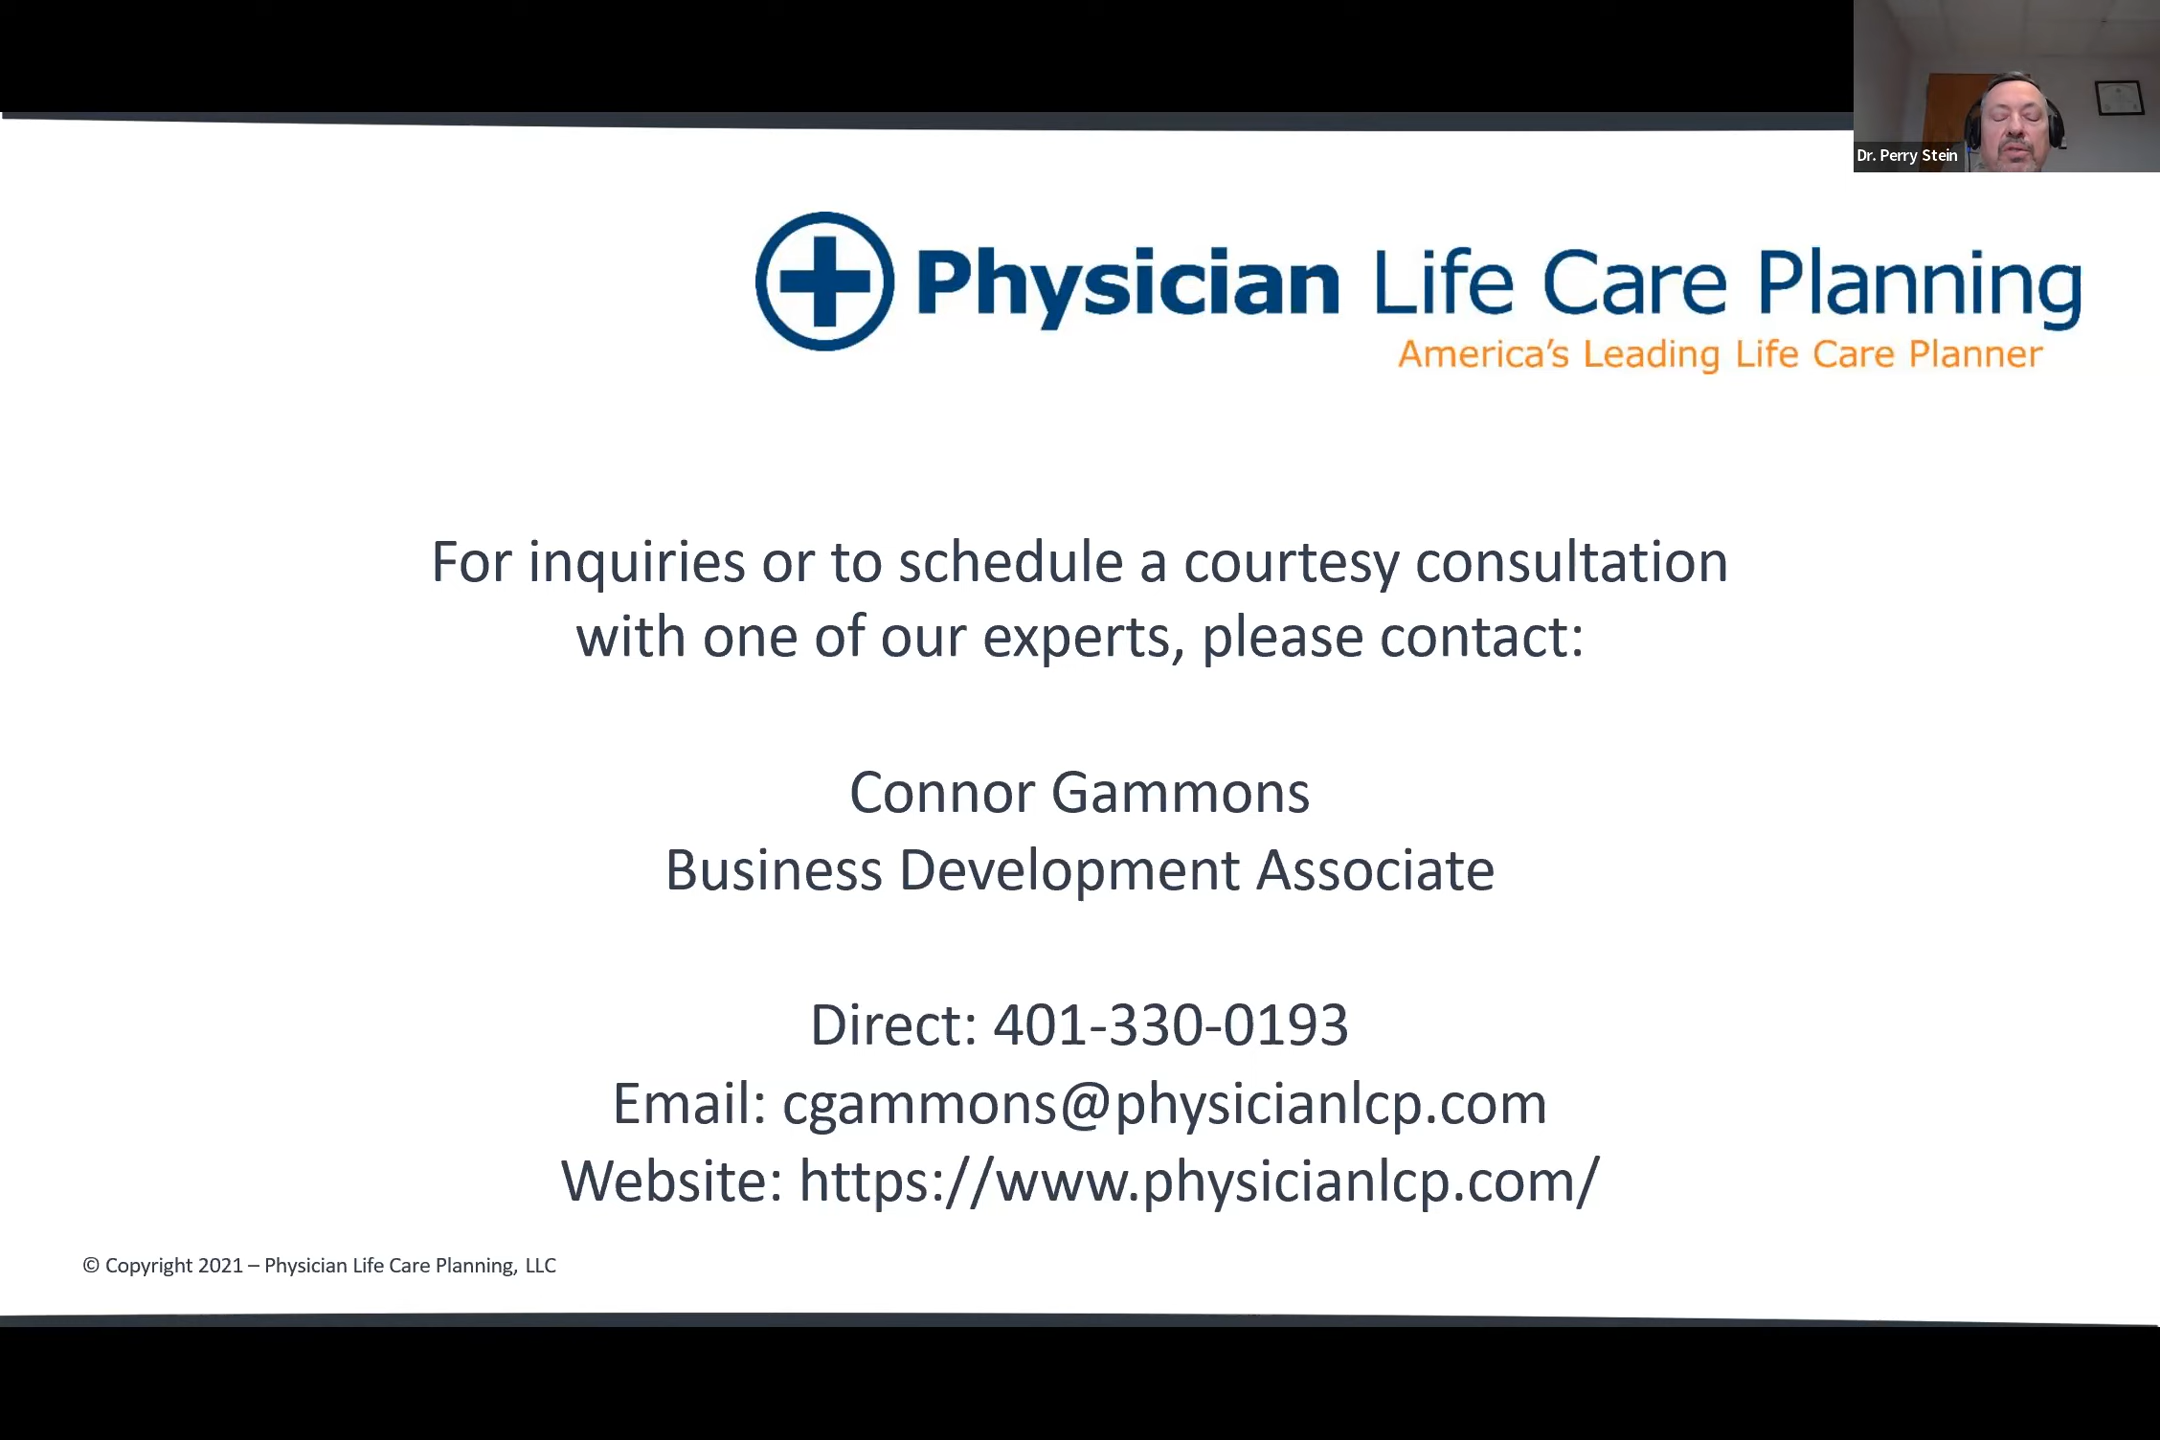 Dr. Perry Stein
Physician Life Care Planning
America's Leading Life Care Planner
For inquiries or to schedule a courtesy consultation
with one of our experts, please contact:
Connor Gammons
Business Development Associate
Direct: 401-330-0193
Email: cgammons@physicianlcp.com
Website: https://www.physicianlcp.com/
© Copyright 2021 – Physician Life Care Planning, LLC